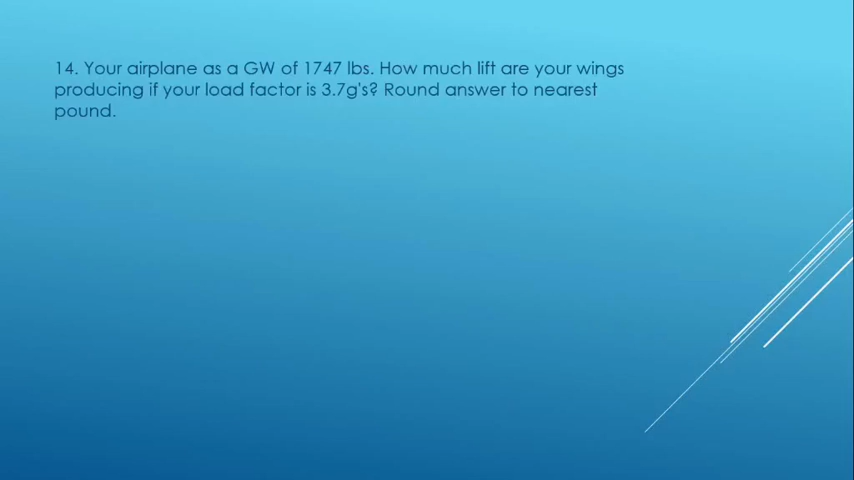 14. Your airplane as a GW of 1747 lbs. How much lift are your wings
producing if your load factor is 3.7g's? Round answer to nearest
pound.